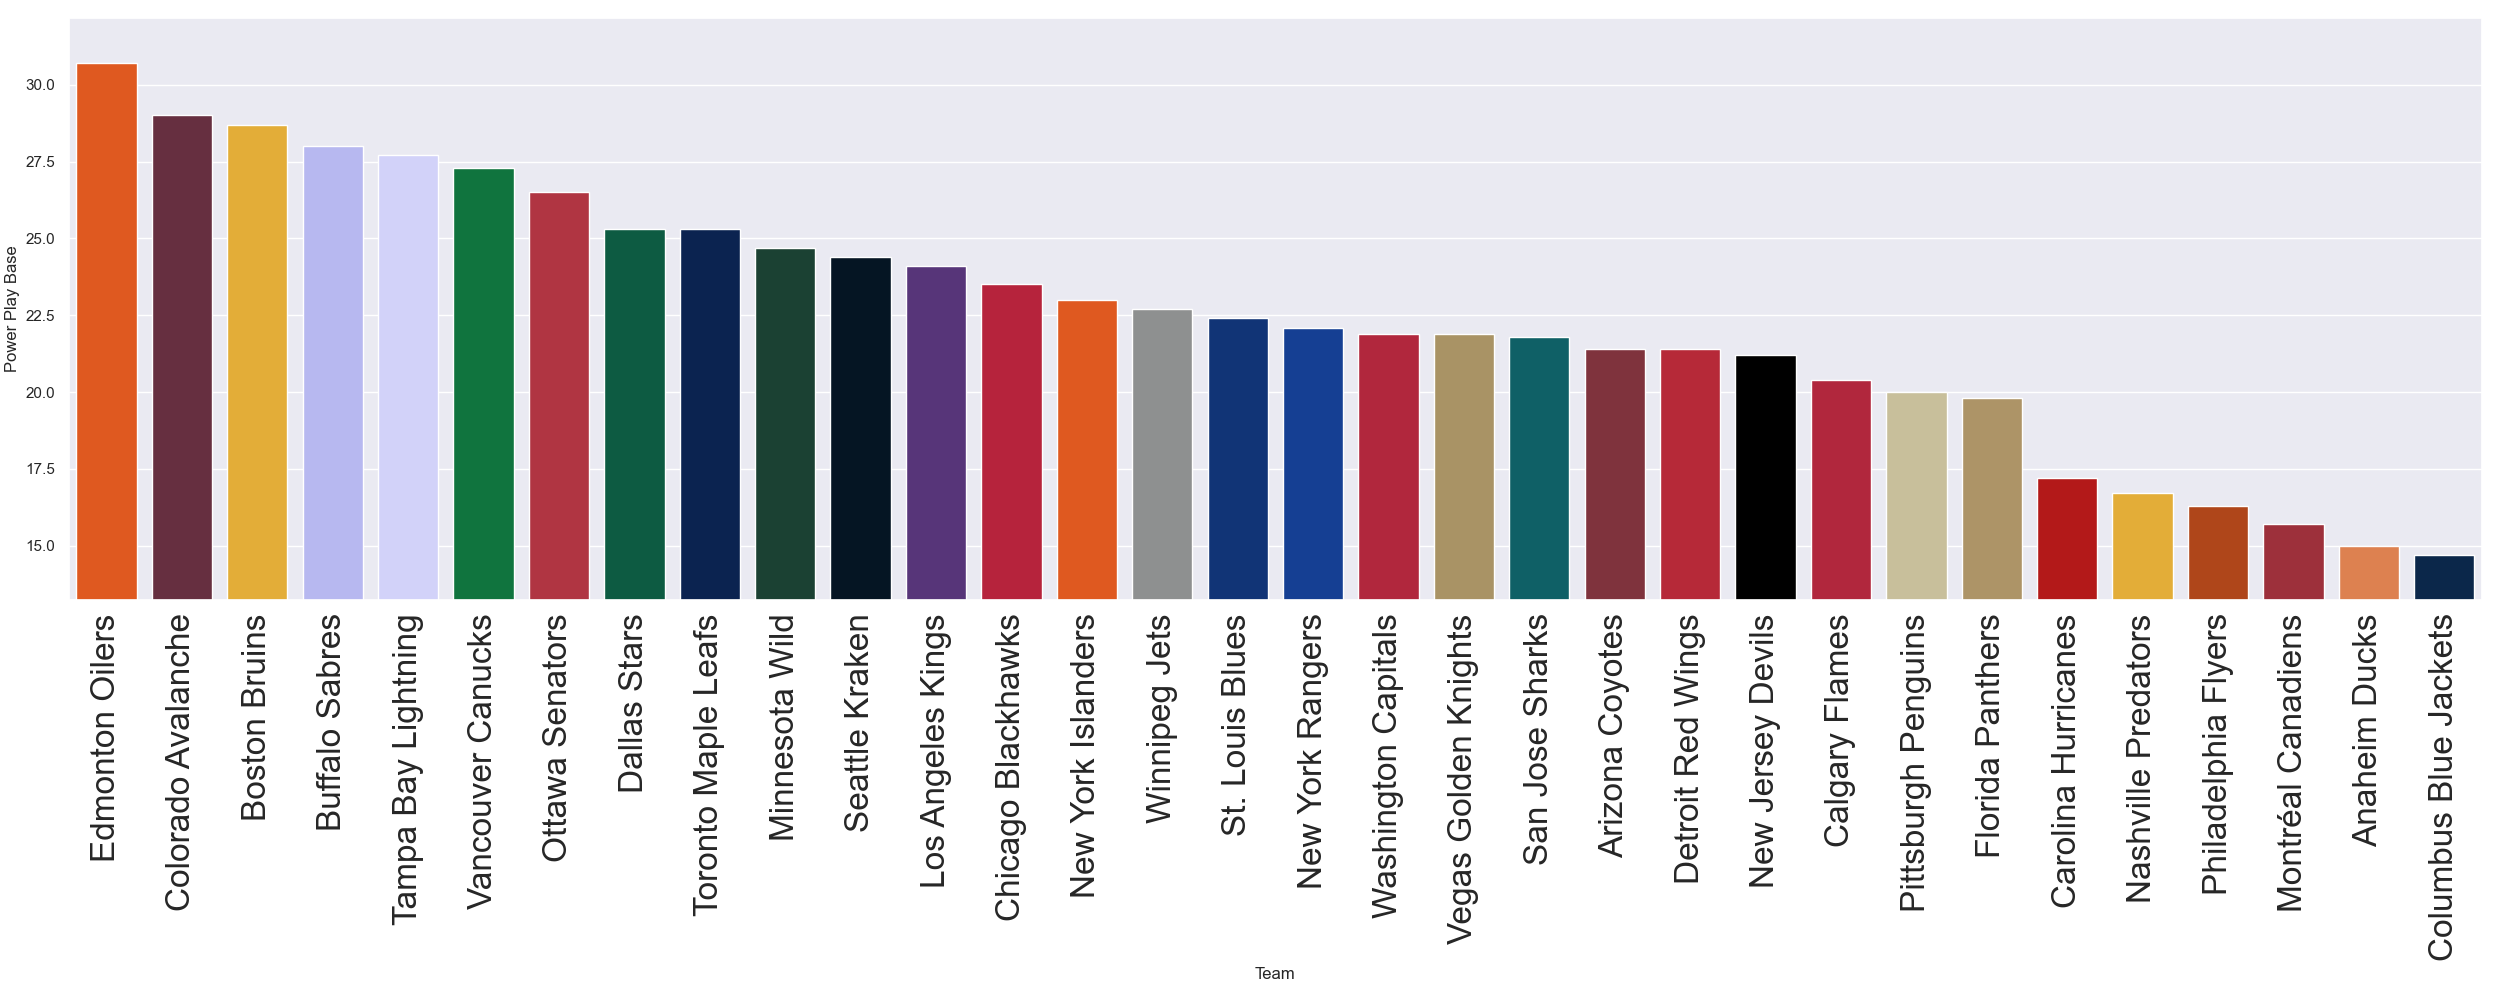 30.0
27.5
25.0
22.5
20.0
17.5
15.0
Power Play Base
Edmonton Oilers
Colorado Avalanche
Boston Bruins
Buffalo Sabres
Tampa Bay Lightning
Vancouver Canucks
Ottawa Senators
Dallas Stars
Toronto Maple Leafs
Minnesota Wild
Seattle Kraken
Los Angeles Kings
Chicago Blackhawks
New York Islanders
Winnipeg Jets
St. Louis Blues
New York Rangers
Washington Capitals
Vegas Golden Knights
San Jose Sharks
Arizona Coyotes
Detroit Red Wings
New Jersey Devils
Calgary Flames
Pittsburgh Penguins
Florida Panthers
Carolina Hurricanes
Nashville Predators
Philadelphia Flyers
Montréal Canadiens
Anaheim Ducks
Columbus Blue Jackets
Team